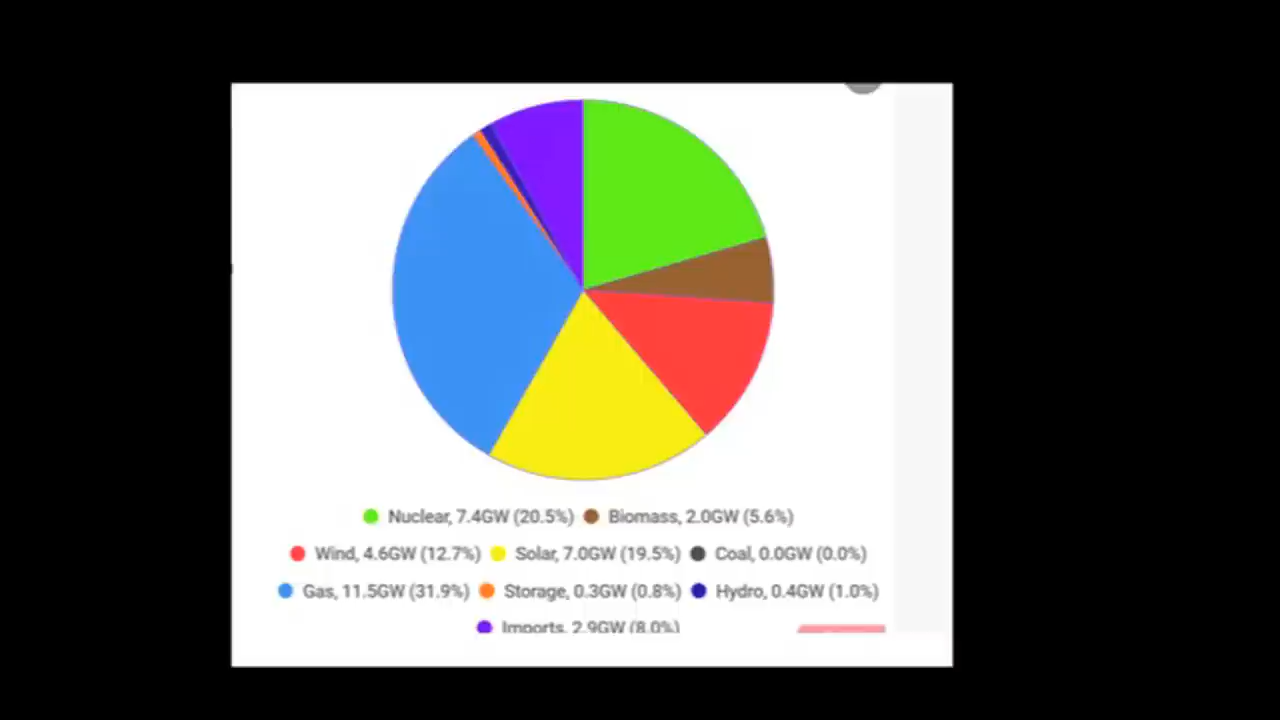 Nuclear, 7.4GW (20.5%) Biomass, 2.0GW (5.6%)
Wind, 4.6GW (12.7%) Solar, 7.0GW (19.5%) Coal, 0.0GW (0.0%)
Gas, 11.5GW (31.9%) Storage, 0.3GW (0.8%) Hydro, 0.4GW (1.0%)
Imports, 2.9GW (8.0%)